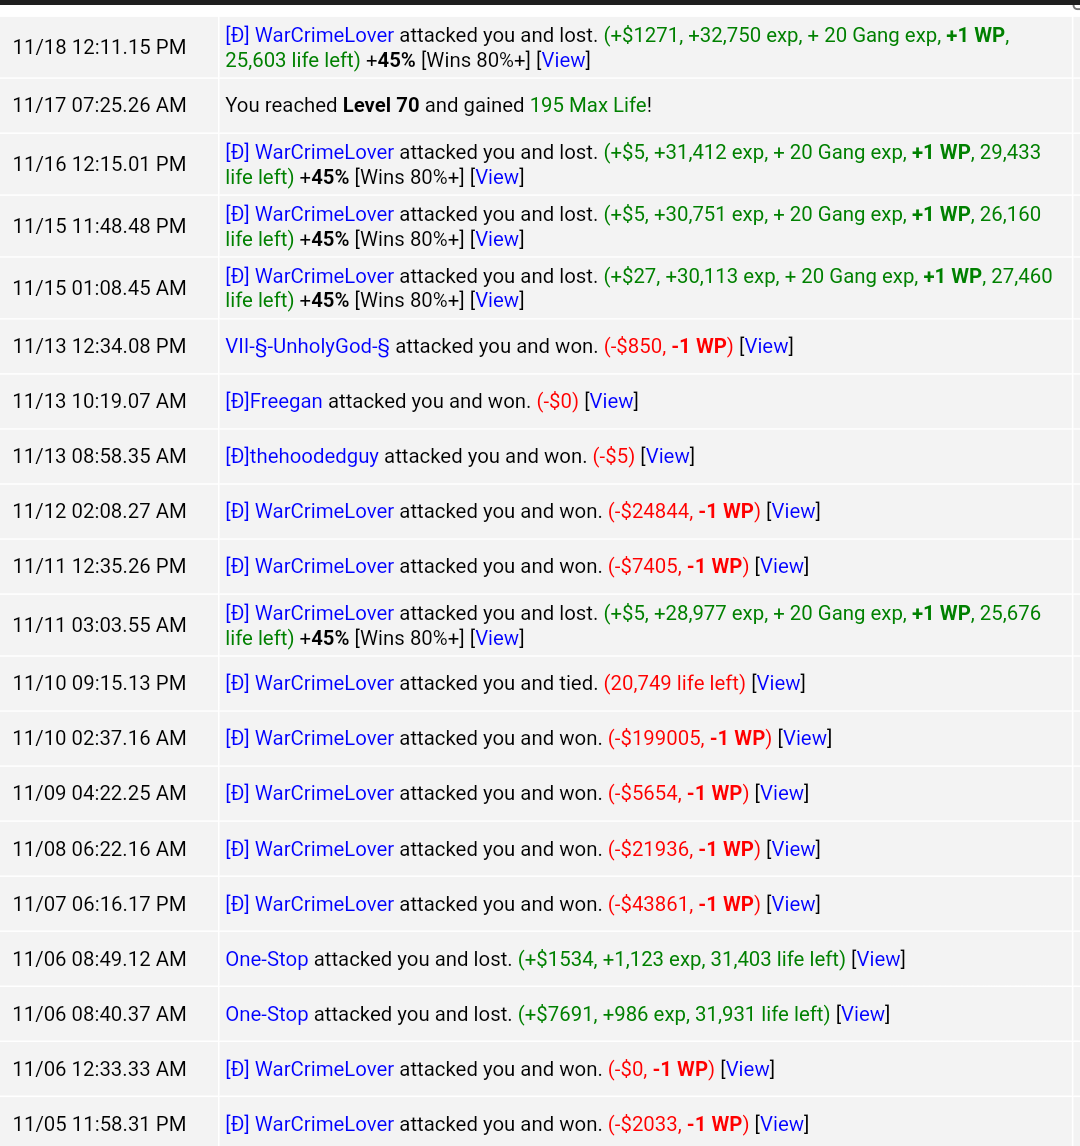 11/18 12:11.15 PM
[Đ] WarCrimeLover attacked you and lost. (+$1271, +32,750 exp, + 20 Gang exp, +1 WP,
25,603 life left) +45% [Wins 80%+] [View]
11/17 07:25.26 AM
You reached Level 70 and gained 195 Max Life!
11/16 12:15.01 PM
[Đ] WarCrimeLover attacked you and lost. (+$5, +31,412 exp, + 20 Gang exp, +1 WP, 29,433
life left) +45% [Wins 80%+] [View]
11/15 11:48.48 PM
[Đ] WarCrimeLover attacked you and lost. (+$5, +30,751 exp, + 20 Gang exp, +1 WP, 26,160
life left) +45% [Wins 80%+] [View]
11/15 01:08.45 AM
[Đ] WarCrimeLover attacked you and lost. (+$27, +30,113 exp, + 20 Gang exp, +1 WP, 27,460
life left) +45% [Wins 80%+] [View]
11/13 12:34.08 PM
VII-§-UnholyGod-§ attacked you and won. (-$850, -1 WP) [View]
11/13 10:19.07 AM
[Đ]Freegan attacked you and won. (-$0) [View]
11/13 08:58.35 AM
[Đ]thehoodedguy attacked you and won. (-$5) [View]
11/12 02:08.27 AM
[Đ] WarCrimeLover attacked you and won. (-$24844, -1 WP) [View]
11/11 12:35.26 PM
[Đ] WarCrimeLover attacked you and won. (-$7405, -1 WP) [View]
11/11 03:03.55 AM
[Đ] WarCrimeLover attacked you and lost. (+$5, +28,977 exp, + 20 Gang exp, +1 WP, 25,676
life left) +45% [Wins 80%+] [View]
11/10 09:15.13 PM
[Đ] WarCrimeLover attacked you and tied. (20,749 life left) [View]
11/10 02:37.16 AM
[Đ] WarCrimeLover attacked you and won. (-$199005, -1 WP) [View]
11/09 04:22.25 AM
[Đ] WarCrimeLover attacked you and won. (-$5654, -1 WP) [View]
11/08 06:22.16 AM
[Đ] WarCrimeLover attacked you and won. (-$21936, -1 WP) [View]
11/07 06:16.17 PM
[Đ] WarCrimeLover attacked you and won. (-$43861, -1 WP) [View]
11/06 08:49.12 AM
One-Stop attacked you and lost. (+$1534, +1,123 exp, 31,403 life left) [View]
11/06 08:40.37 AM
One-Stop attacked you and lost. (+$7691, +986 exp, 31,931 life left) [View]
11/06 12:33.33 AM
[Đ] WarCrimeLover attacked you and won. (-$0, -1 WP) [View]
11/05 11:58.31 PM
[Đ] WarCrimeLover attacked you and won. (-$2033, -1 WP) [View]